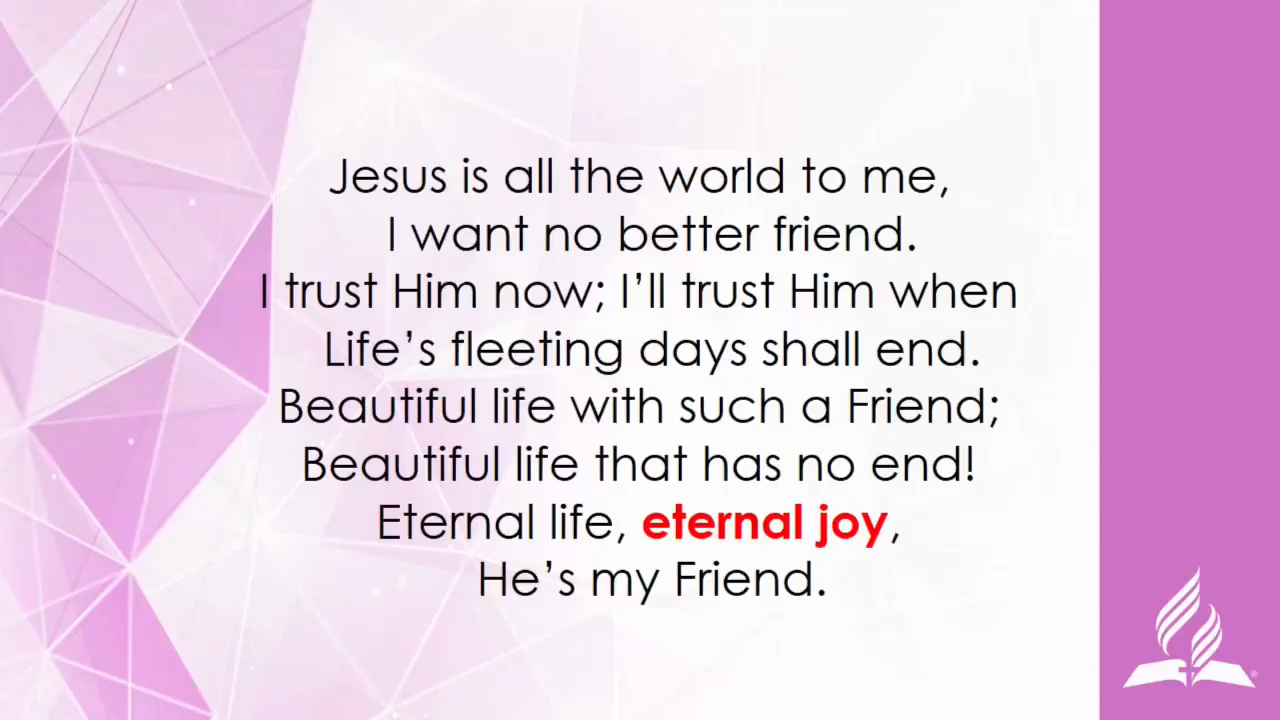 Jesus is all the world to me,
I want no better friend.
I trust Him now; I’ll trust Him when
Life’s fleeting days shall end.
Beautiful life with such a Friend;
Beautiful life that has no end!
Eternal life, eternal joy,
He’s my Friend.